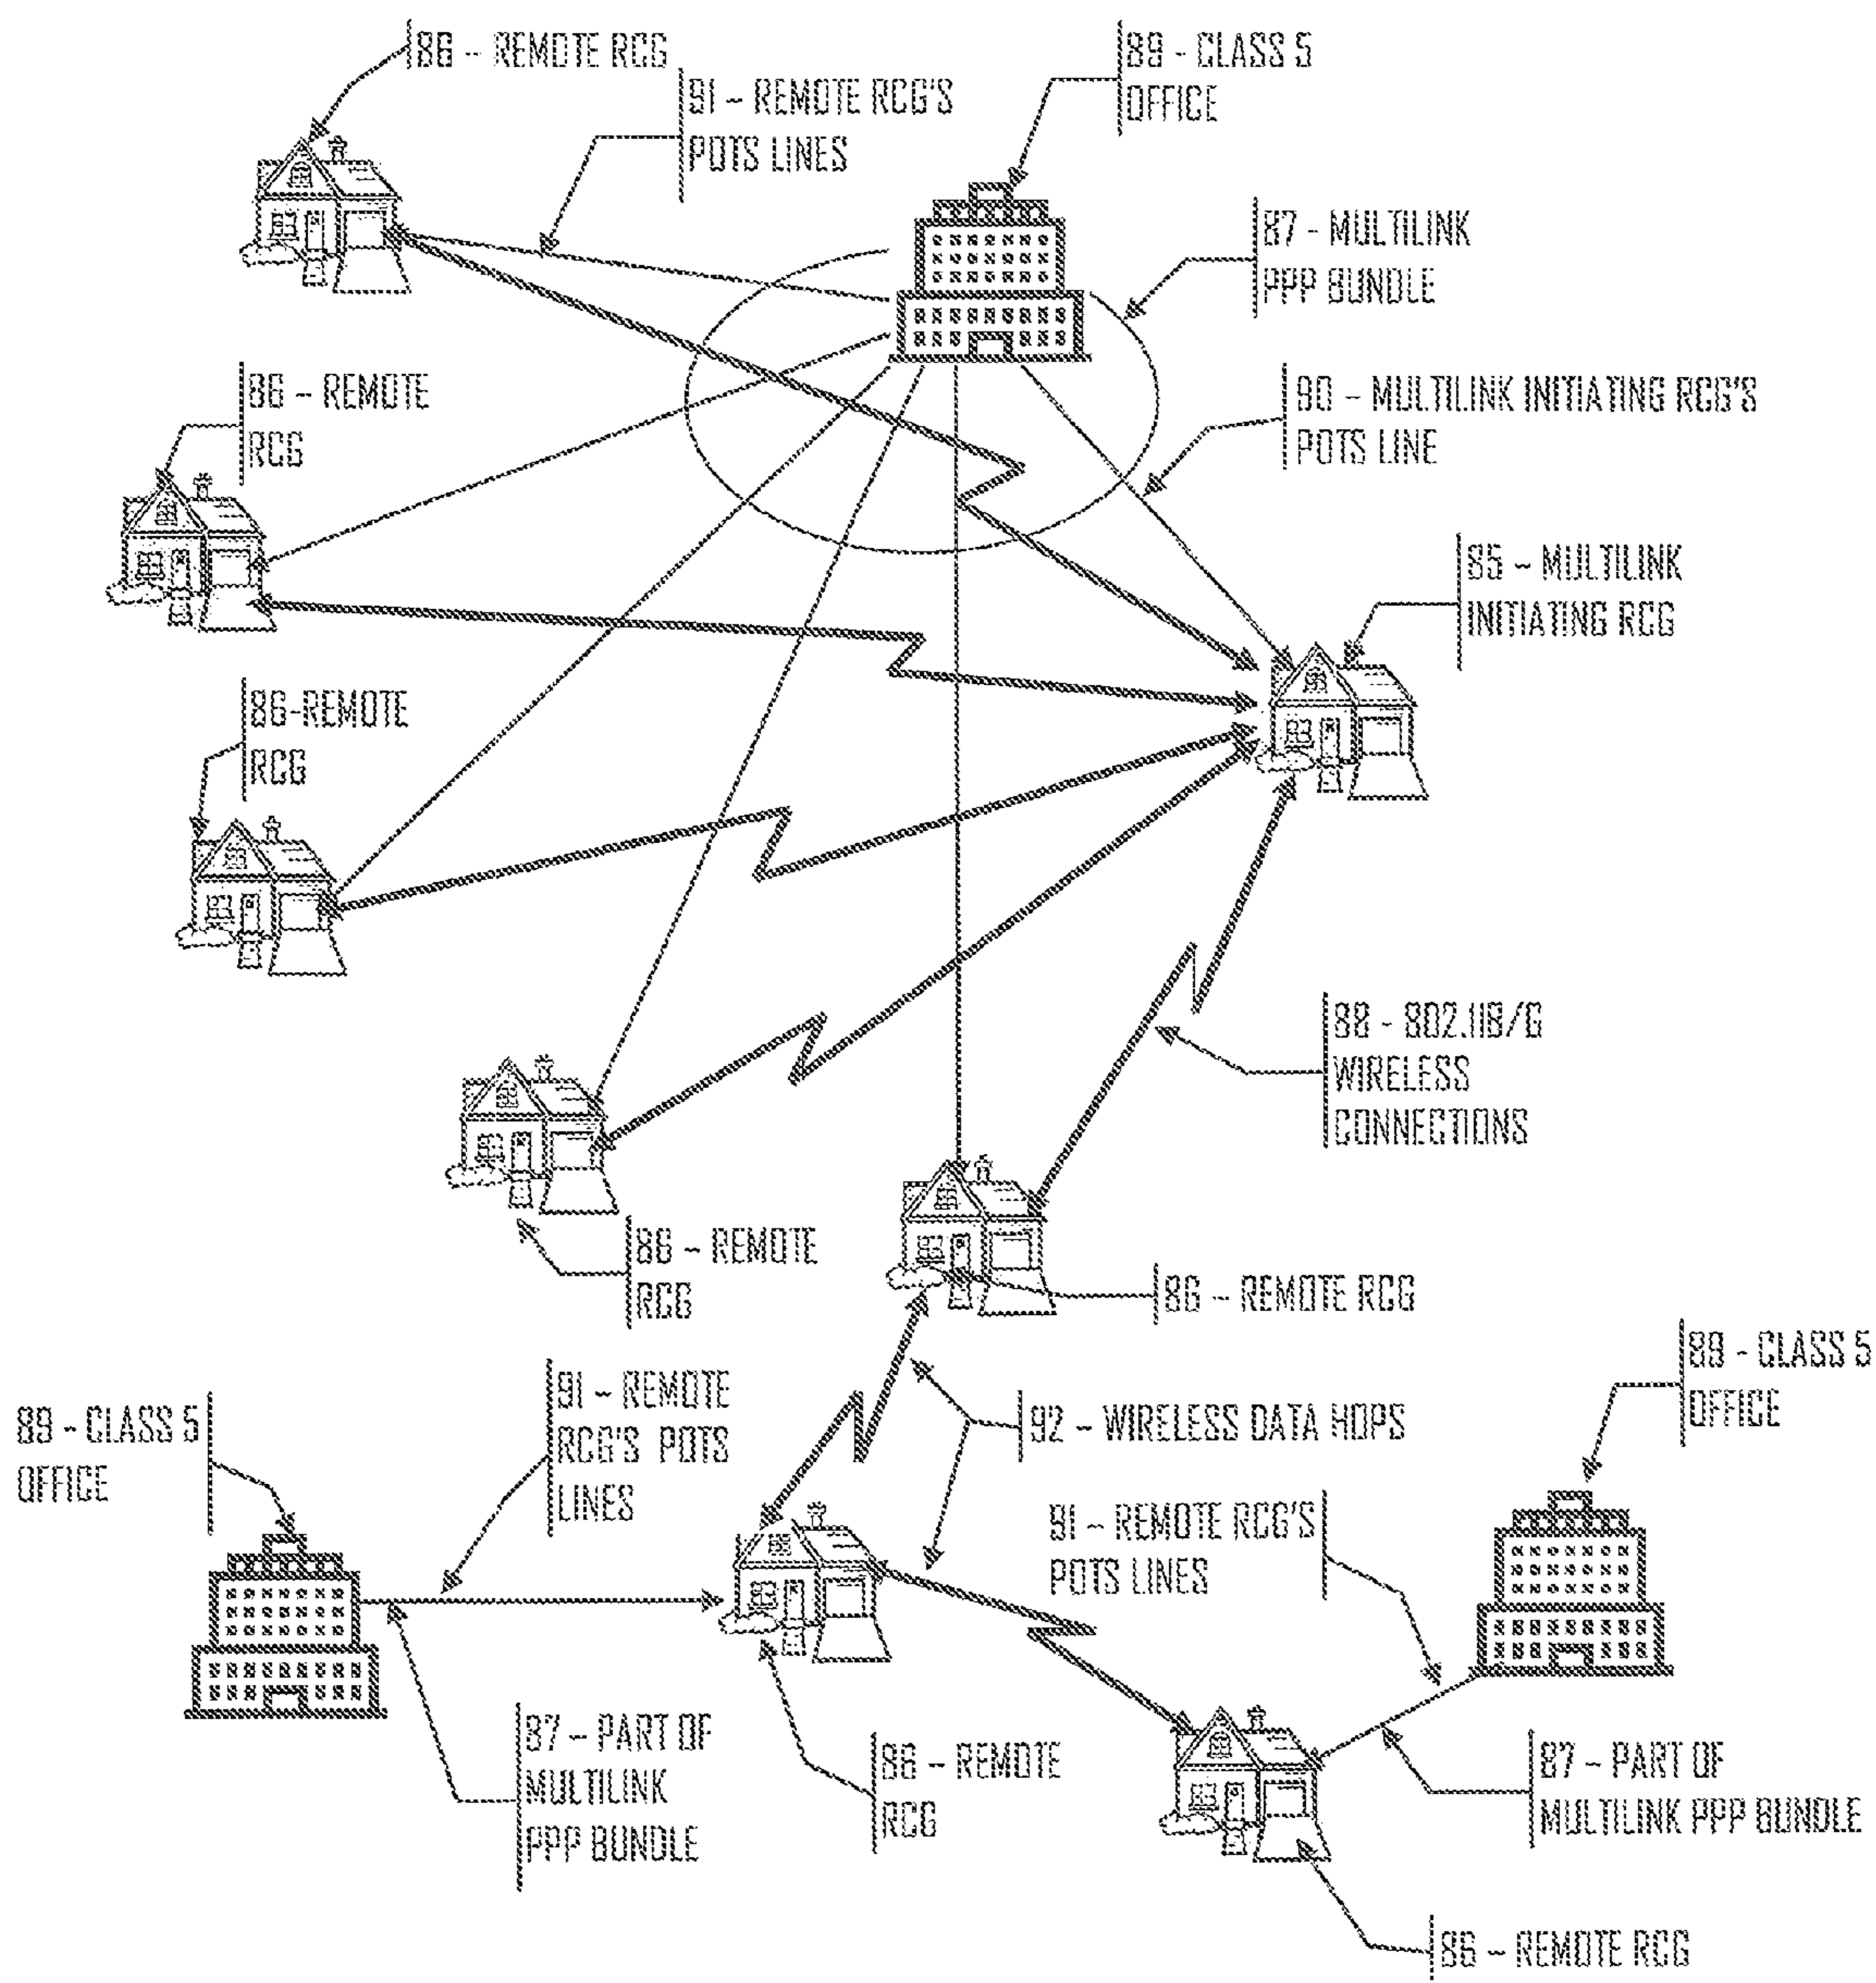 86 - REMOTE RCG
91 - REMOTE RCG'S
POTS LINES
89 - CLASS 5
OFFICE
87 - MULTILINK
PPP BUNDLE
86 - REMOTE
RCG
90 - MULTILINK INITIATING RCG'S
POTS LINE
85 - MULTILINK
INITIATING RCG
86-REMOTE
RCG
88 - 802.11B/G
WIRELESS
CONNECTIONS
86 - REMOTE
RCG
86 - REMOTE RCG
89 - CLASS 5
OFFICE
91 - REMOTE
RCG'S POTS
LINES
92 - WIRELESS DATA HOPS
89 - CLASS 5
OFFICE
91 - REMOTE RCG'S
POTS LINES
87 - PART OF
MULTILINK
PPP BUNDLE
86 - REMOTE
RCG
87 - PART OF
MULTILINK PPP BUNDLE
86 - REMOTE RCG